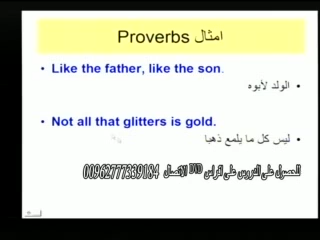 Proverbs امثال
• Like the father, like the son.
• الولد لأبوه
• Not all that glitters is gold.
• ليس كل ما يلمع ذهبا
للحصول على الدروس على اقراص DVD الاتصال 00962777339184